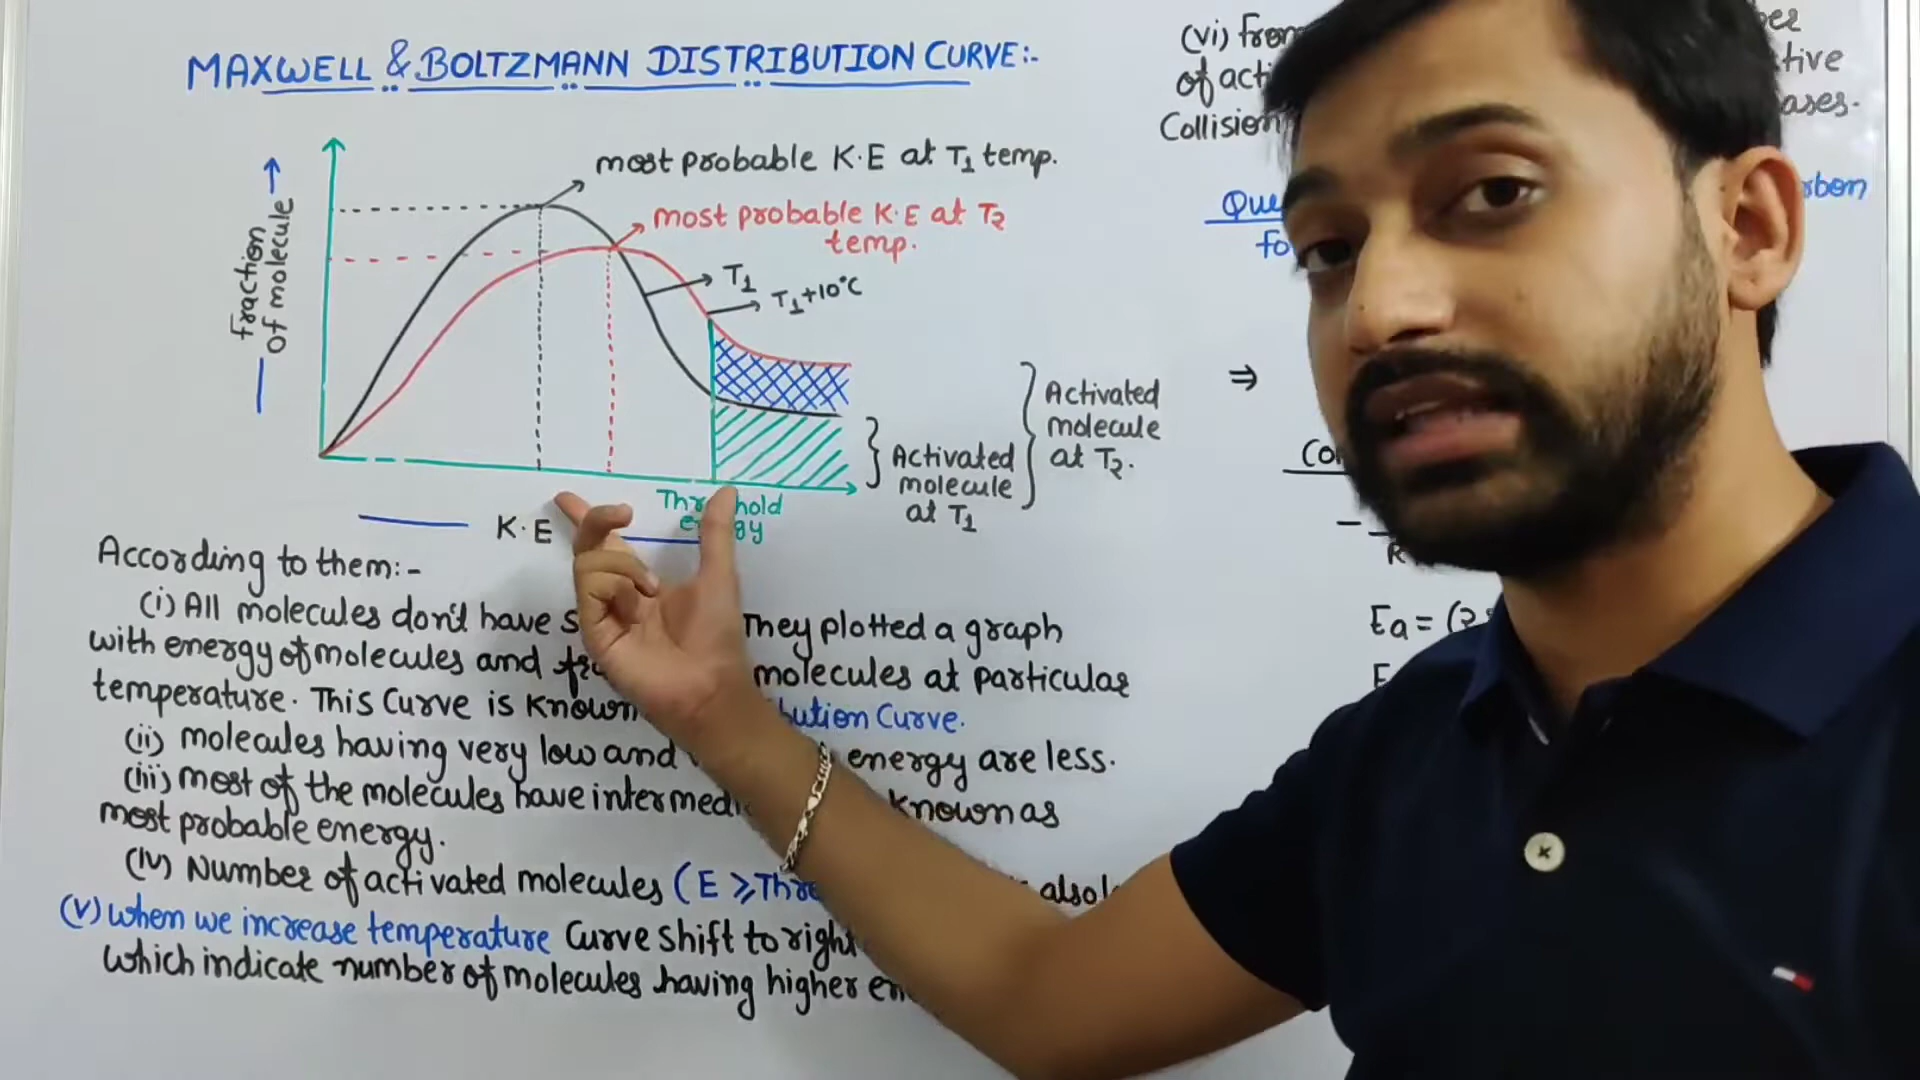 MAXWELL & BOLTZMANN DISTRIBUTION CURVE:-
most probable K.E at T1 temp.
most probable K.E at T2
temp.
T1
T1+10°C
Fraction
of molecule
Activated
molecule
at T1
Activated
molecule
at T2.
K.E
According to them:-
(i) All molecules don't have They plotted a graph
with energy of molecules and molecules at particular
temperature. This Curve is known Curve.
(ii) molecules having very low and energy are less.
(iii) most of the molecules have known as
most probable energy.
(iv) Number of activated molecules (E ⩾ also
(v) when we increase temperature Curve shift to right
which indicate number of molecules having higher
(vi)
of
Collision
⇒
Ea = (